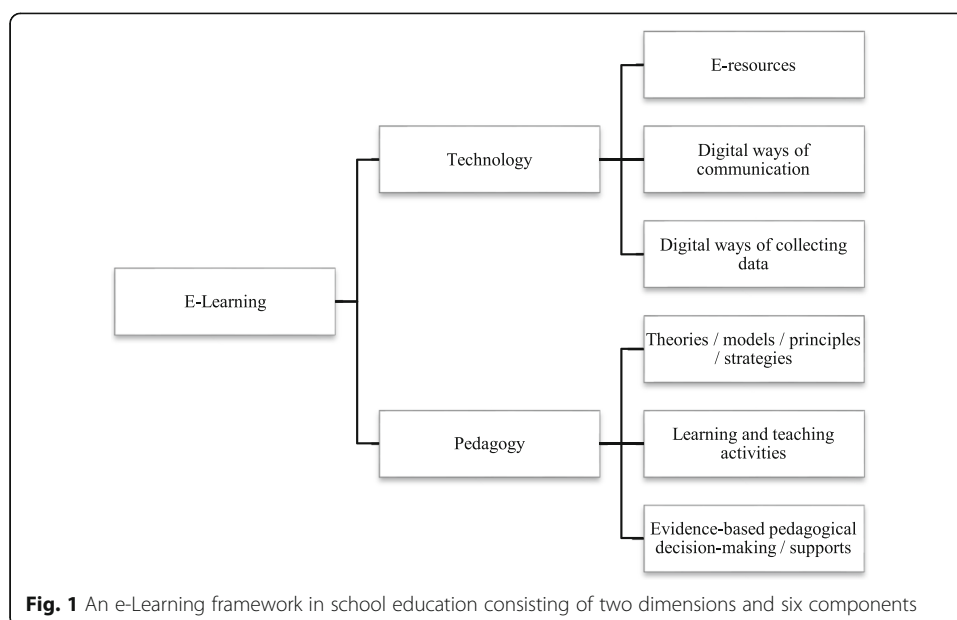 E-resources
Technology
Digital ways of
communication
Digital ways of collecting
data
E-Learning
Theories / models / principles
/ strategies
Pedagogy
Learning and teaching
activities
Evidence-based pedagogical
decision-making / supports
Fig. 1 An e-Learning framework in school education consisting of two dimensions and six components